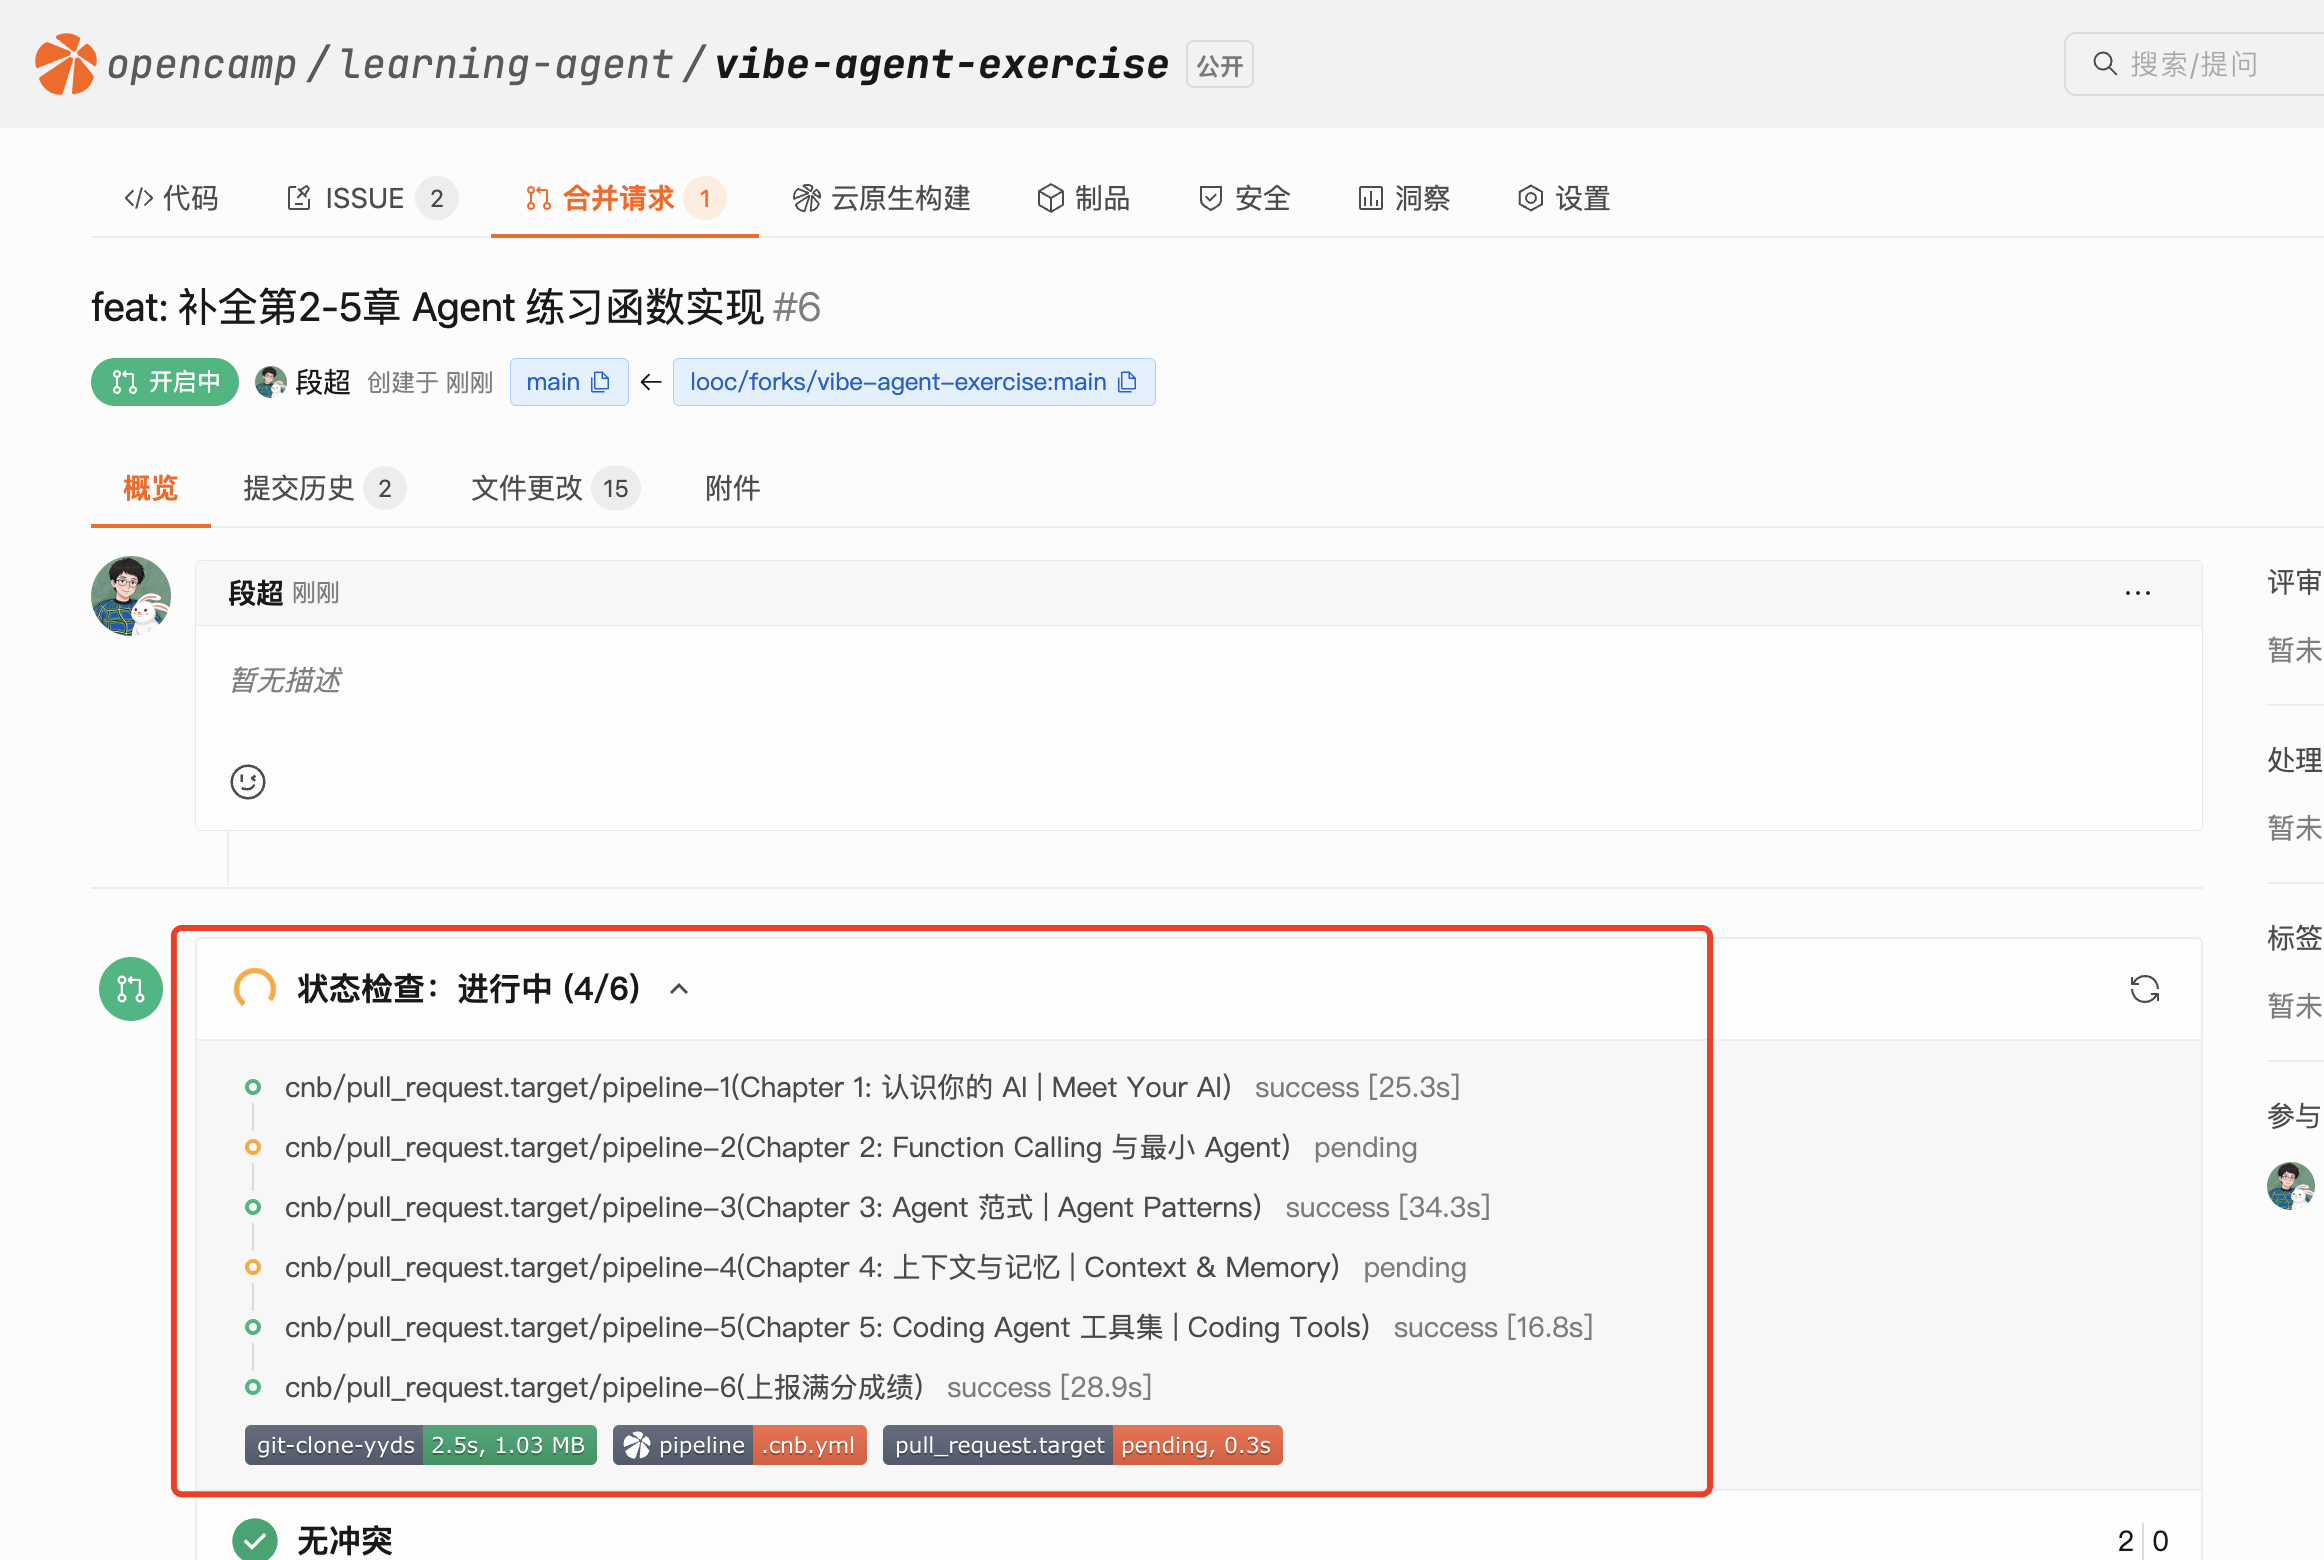 opencamp / learning-agent / vibe-agent-exercise 公开
搜索/提问
代码 ISSUE 2 合并请求 1 云原生构建 制品 安全 洞察 设置
feat: 补全第2-5章 Agent 练习函数实现 #6
开启中 段超 创建于 刚刚 main ← looc/forks/vibe-agent-exercise:main
概览 提交历史 2 文件更改 15 附件
段超 刚刚 ...
评审
暂无描述
暂未
处理
暂未
标签
状态检查：进行中 (4/6)
暂未
cnb/pull_request.target/pipeline-1(Chapter 1: 认识你的 AI | Meet Your AI) success [25.3s]
参与
cnb/pull_request.target/pipeline-2(Chapter 2: Function Calling 与最小 Agent) pending
cnb/pull_request.target/pipeline-3(Chapter 3: Agent 范式 | Agent Patterns) success [34.3s]
cnb/pull_request.target/pipeline-4(Chapter 4: 上下文与记忆 | Context & Memory) pending
cnb/pull_request.target/pipeline-5(Chapter 5: Coding Agent 工具集 | Coding Tools) success [16.8s]
cnb/pull_request.target/pipeline-6(上报满分成绩) success [28.9s]
git-clone-yyds 2.5s, 1.03 MB pipeline .cnb.yml pull_request.target pending, 0.3s
无冲突 2 | 0